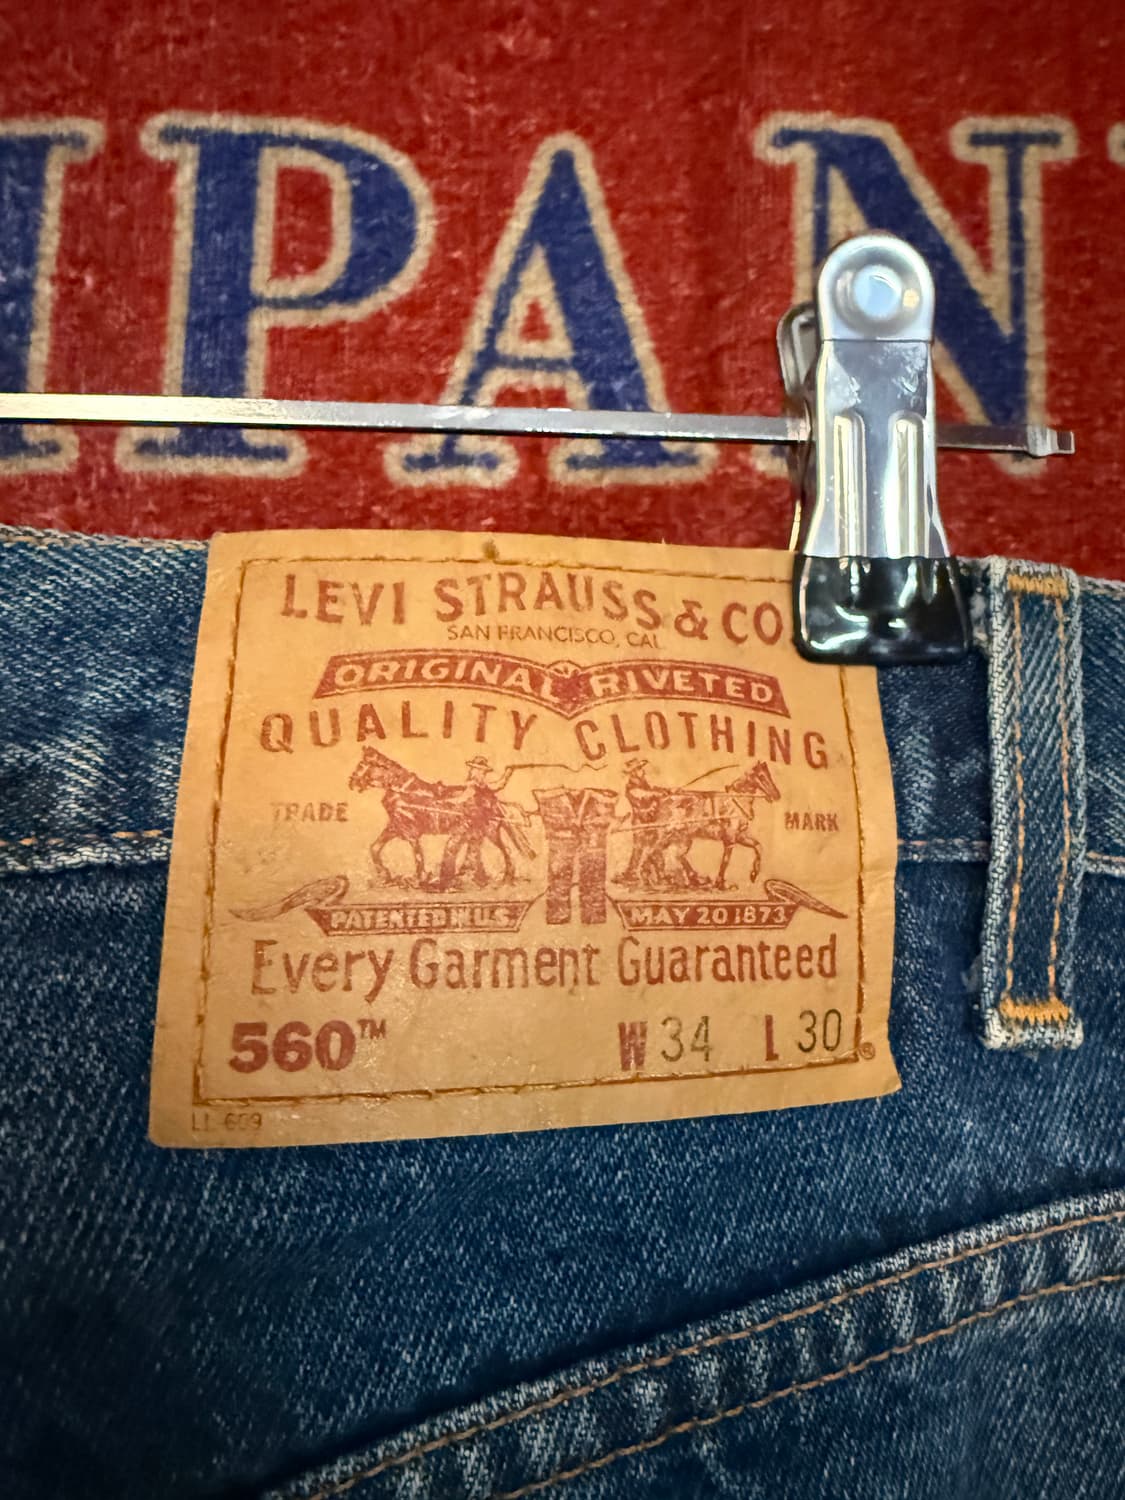 IPAN
LEVI STRAUSS & CO
SAN FRANCISCO, CAL
ORIGINAL RIVETED
QUALITY CLOTHING
TRADE MARK
PATENTED IN U.S. MAY 20 1873
Every Garment Guaranteed
560™ W 34 L 30 ®
LL 609